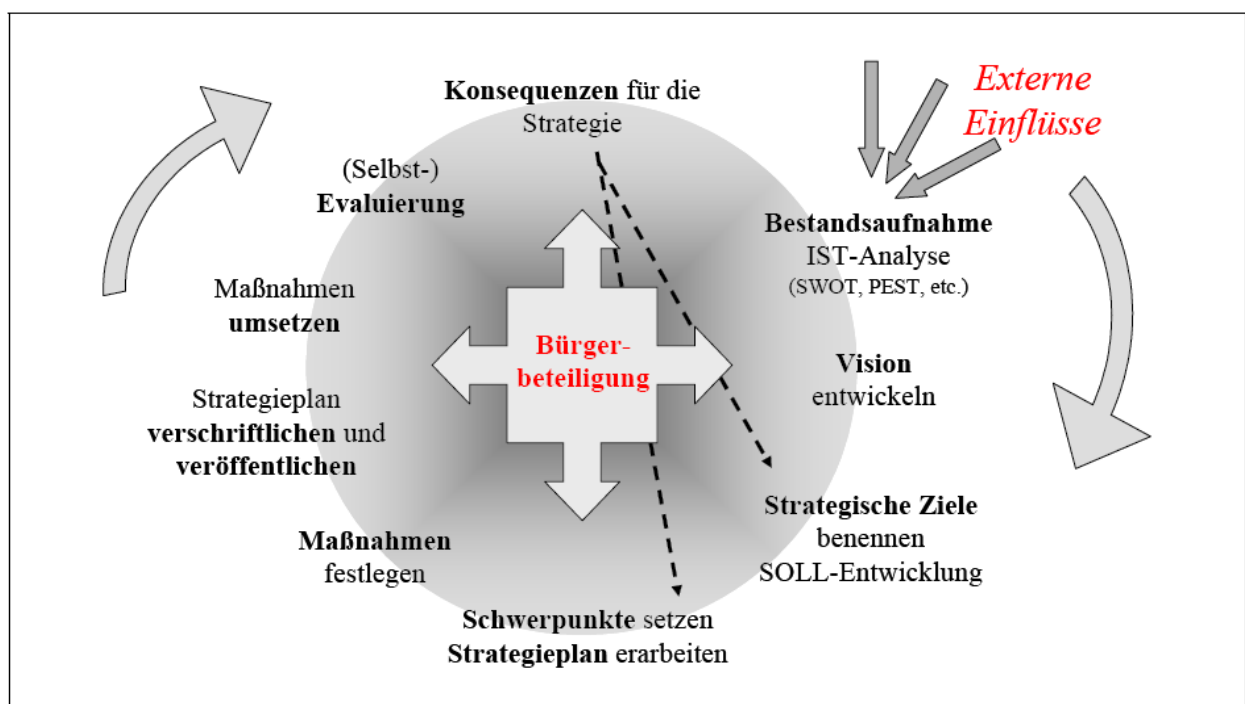 Konsequenzen für die
Strategie
Externe
Einflüsse
Bestandsaufnahme
IST-Analyse
(SWOT, PEST, etc.)
Vision
entwickeln
Strategische Ziele
benennen
SOLL-Entwicklung
Schwerpunkte setzen
Strategieplan erarbeiten
Maßnahmen
festlegen
Strategieplan
verschriftlichen und
veröffentlichen
Maßnahmen
umsetzen
(Selbst-)
Evaluierung
Bürger-
beteiligung